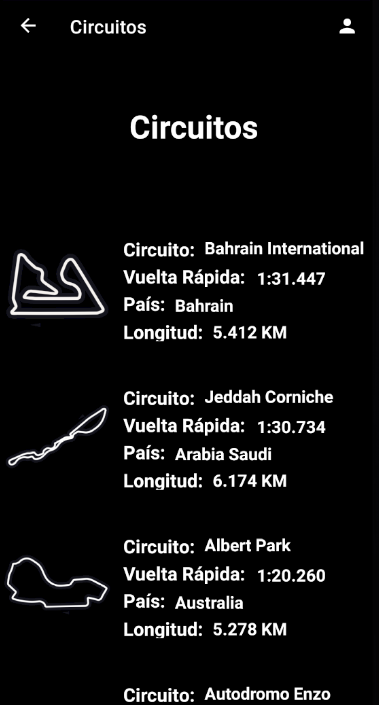 Circuitos
Circuitos
Circuito: Bahrain International
Vuelta Rápida: 1:31.447
País: Bahrain
Longitud: 5.412 KM
Circuito: Jeddah Corniche
Vuelta Rápida: 1:30.734
País: Arabia Saudi
Longitud: 6.174 KM
Circuito: Albert Park
Vuelta Rápida: 1:20.260
País: Australia
Longitud: 5.278 KM
Circuito: Autodromo Enzo